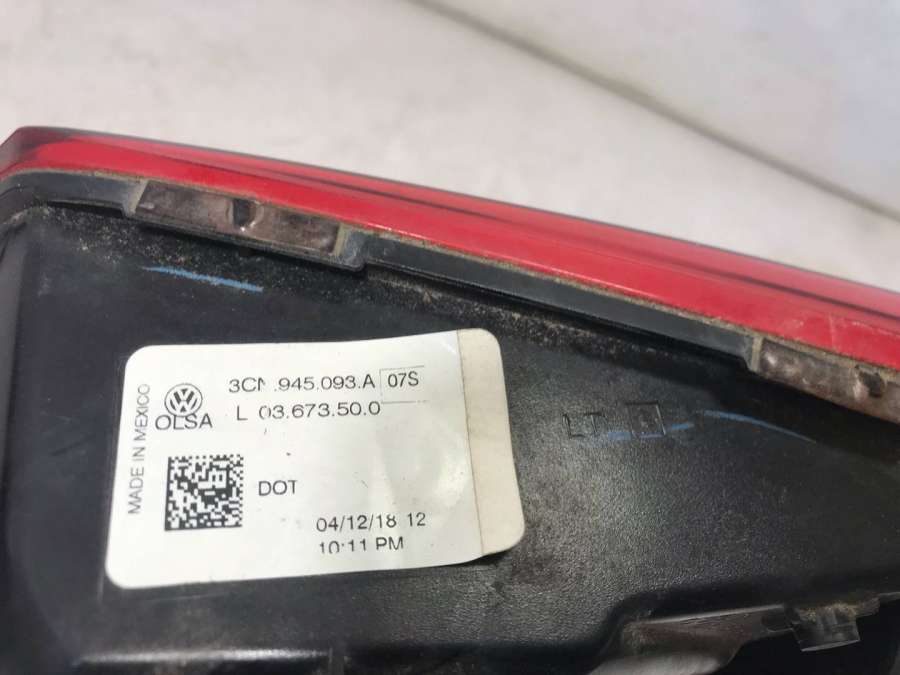 MADE IN MEXICO
OLSA
3CN.945.093.A 07S
L 03.673.50.0
DOT
04/12/18 12
10:11 PM